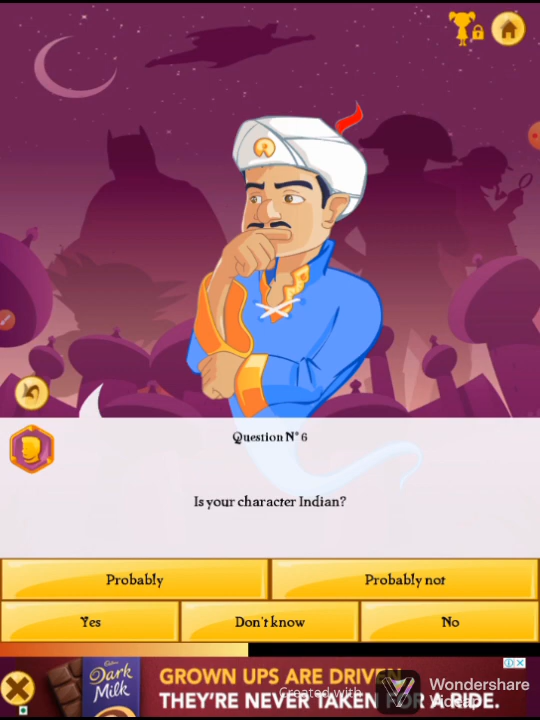 Question N° 6
Is your character Indian?
Probably
Probably not
Yes
Don't know
No
Cadbury
Dark
Milk
GROWN UPS ARE DRIVEN.
THEY'RE NEVER TAKEN FOR A RIDE.
Created with
Wondershare